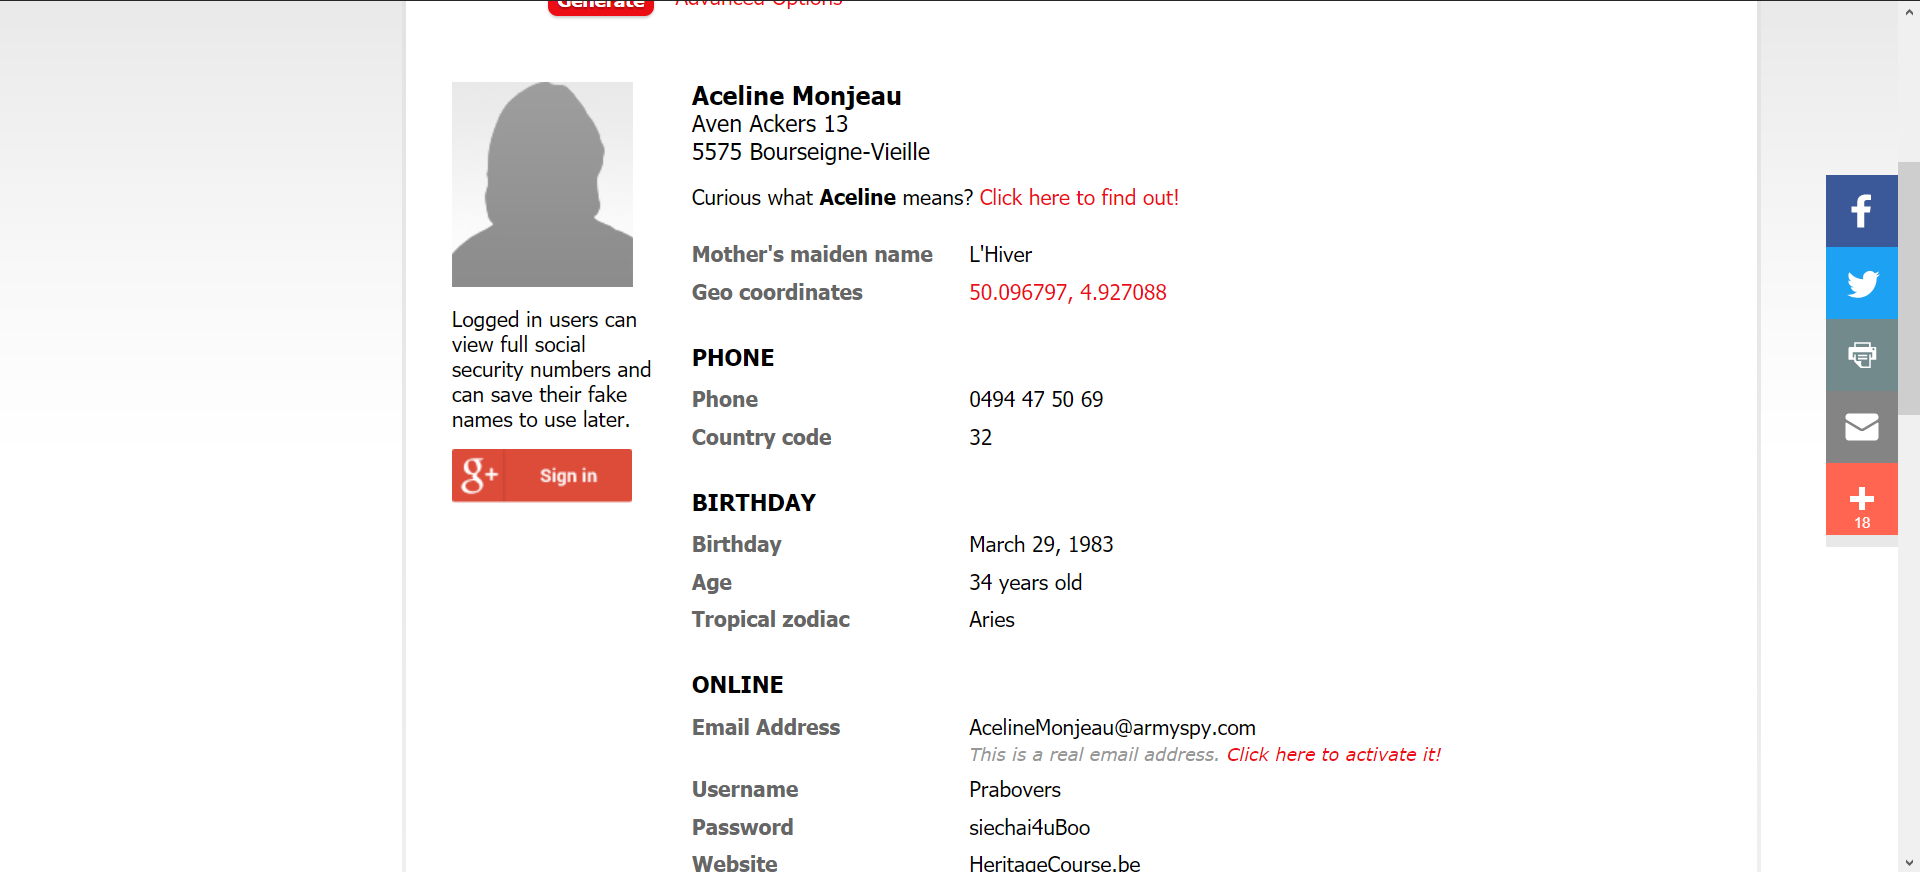 Generate Advanced Options
Aceline Monjeau
Aven Ackers 13
5575 Bourseigne-Vieille
Curious what Aceline means? Click here to find out!
Mother's maiden name L'Hiver
Geo coordinates 50.096797, 4.927088
Logged in users can
view full social
security numbers and
can save their fake
names to use later.
g+ Sign in
PHONE
Phone 0494 47 50 69
Country code 32
BIRTHDAY
Birthday March 29, 1983
Age 34 years old
Tropical zodiac Aries
ONLINE
Email Address AcelineMonjeau@armyspy.com
This is a real email address. Click here to activate it!
Username Prabovers
Password siechai4uBoo
Website HeritageCourse.be
18